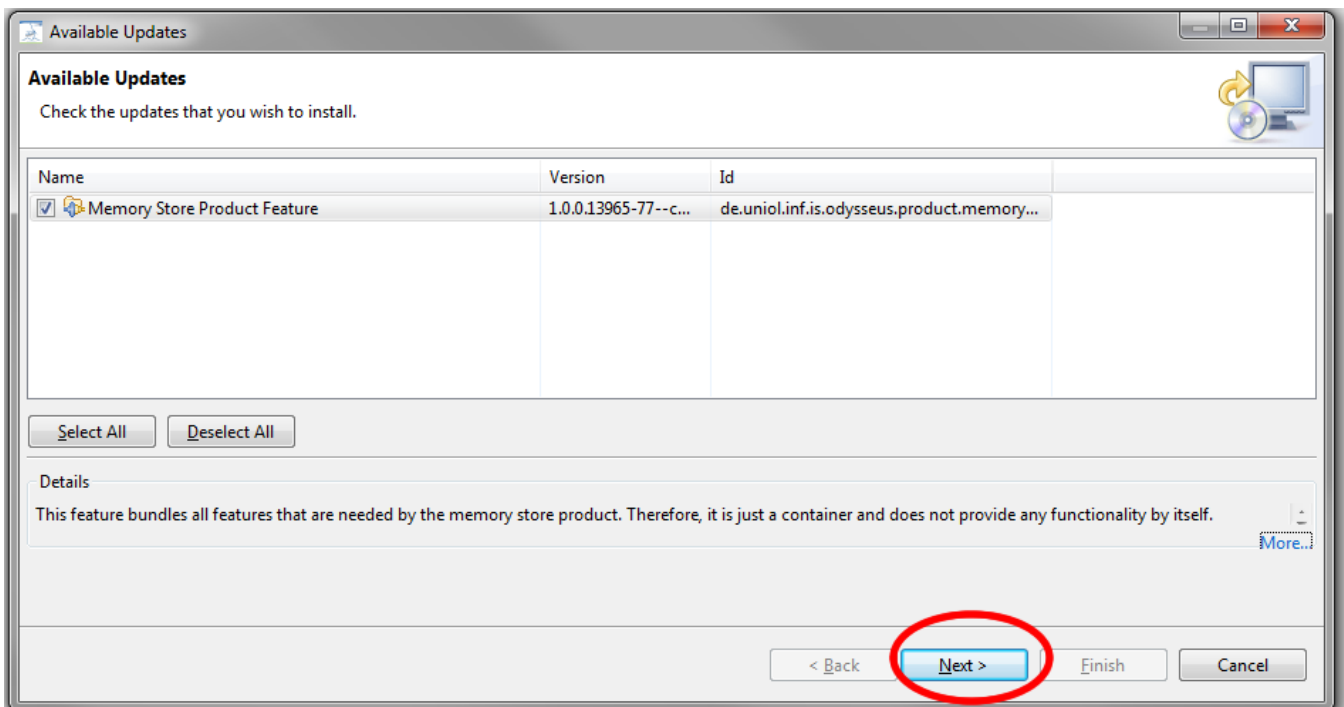 Available Updates
Available Updates
Check the updates that you wish to install.
Name Version Id
Memory Store Product Feature 1.0.0.13965-77--c... de.uniol.inf.is.odysseus.product.memory...
Select All Deselect All
Details
This feature bundles all features that are needed by the memory store product. Therefore, it is just a container and does not provide any functionality by itself.
More...
< Back Next > Finish Cancel